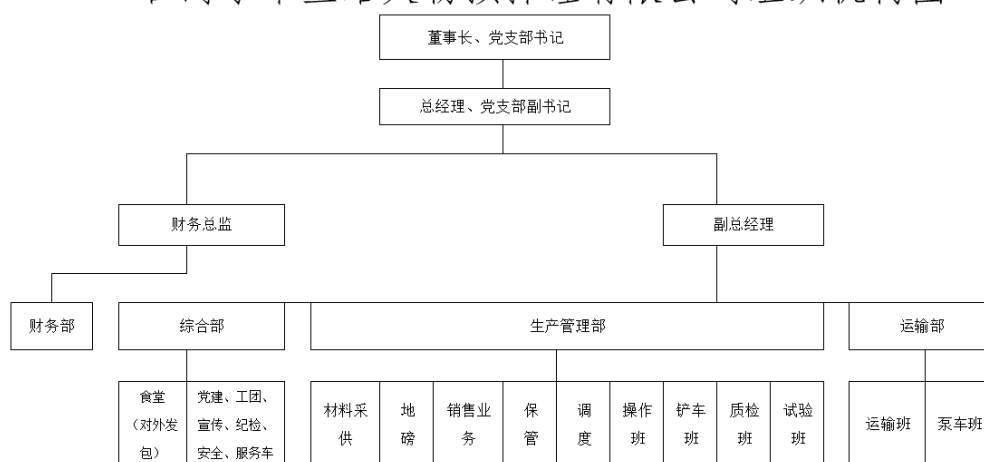 董事长、党支部书记
总经理、党支部副书记
财务总监
副总经理
财务部
综合部
生产管理部
运输部
食堂
（对外发
包）
党建、工团、
宣传、纪检、
安全、服务车
材料采
供
地
磅
销售业
务
保
管
调
度
操作
班
铲车
班
质检
班
试验
班
运输班
泵车班